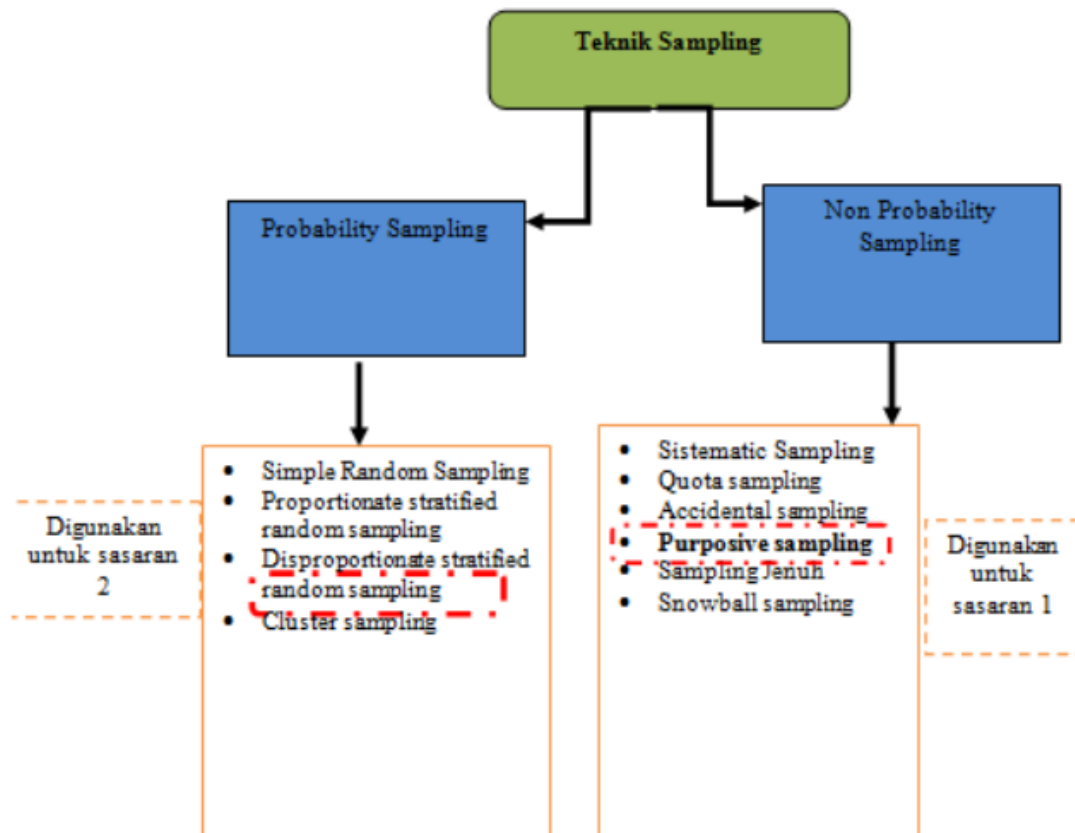 Teknik Sampling
Probability Sampling
Non Probability
Sampling
Digunakan
untuk sasaran
2
• Simple Random Sampling
• Proportionate stratified
random sampling
• Disproportionate stratified
random sampling
• Cluster sampling
• Sistematic Sampling
• Quota sampling
• Accidental sampling
• Purposive sampling
• Sampling Jenuh
• Snowball sampling
Digunakan
untuk
sasaran 1